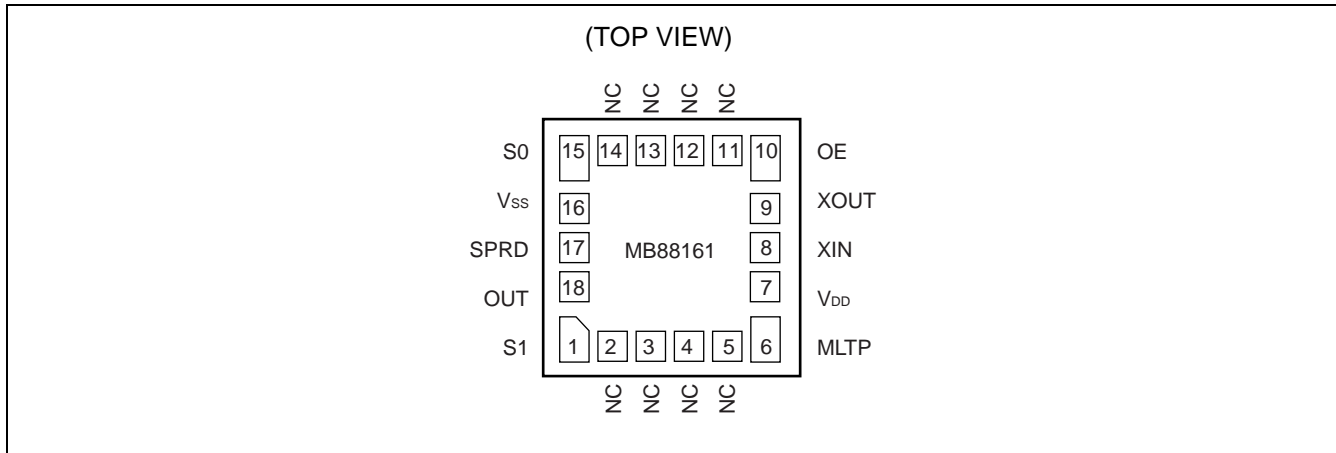 (TOP VIEW)
NC NC NC NC
S0 15 14 13 12 11 10 OE
Vss 16 9 XOUT
SPRD 17 MB88161 8 XIN
OUT 18 7 VDD
S1 1 2 3 4 5 6 MLTP
NC NC NC NC